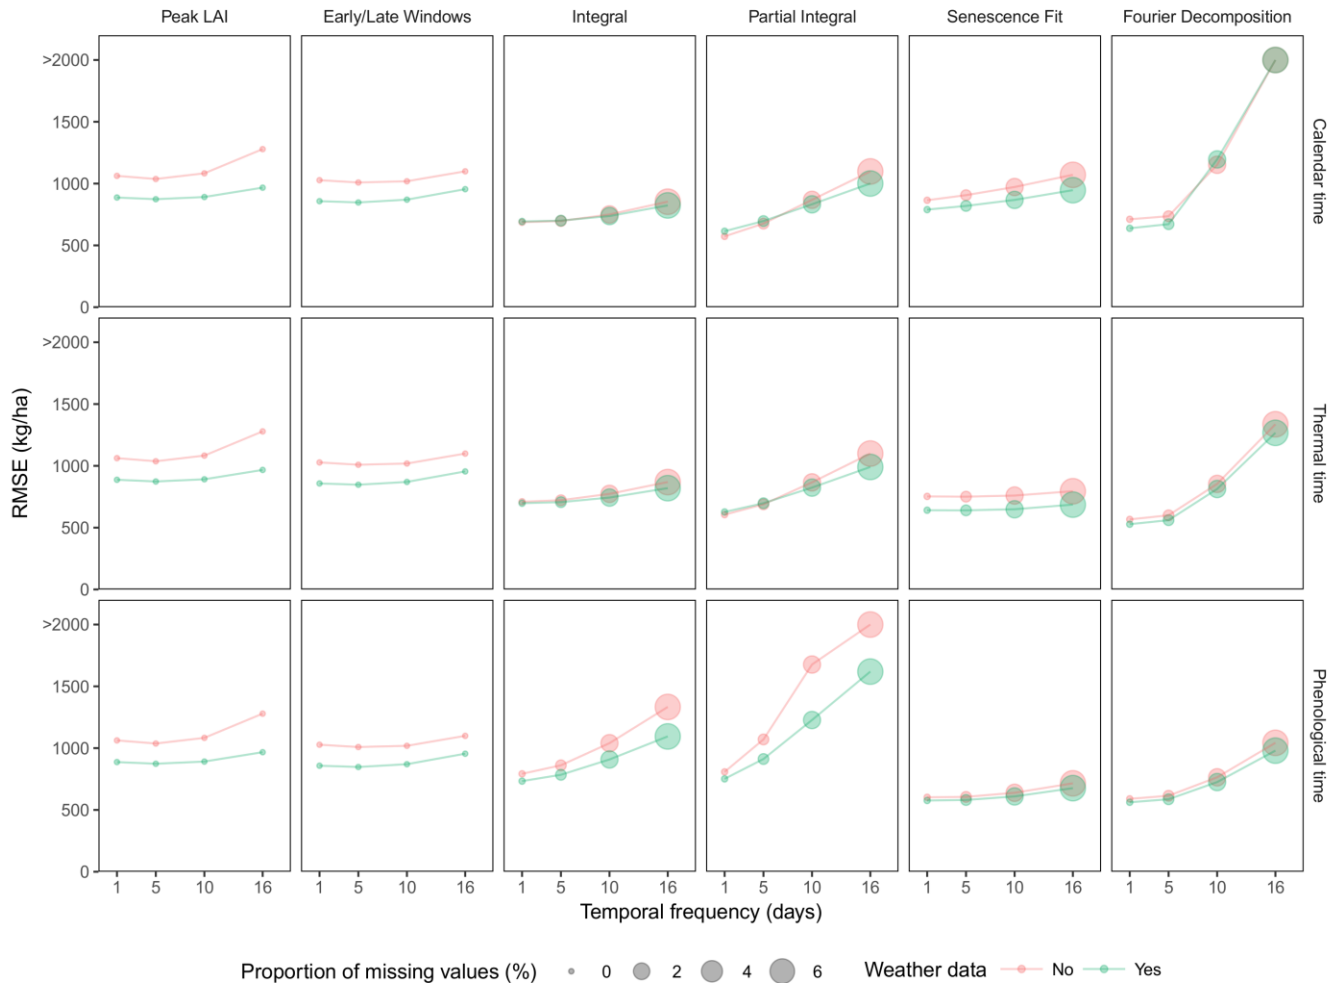 Peak LAI Early/Late Windows Integral Partial Integral Senescence Fit Fourier Decomposition
>2000
1500
1000
500
0
Calendar time
>2000
1500
1000
500
0
Thermal time
RMSE (kg/ha)
>2000
1500
1000
500
0
Phenological time
1 5 10 16 1 5 10 16 1 5 10 16 1 5 10 16 1 5 10 16 1 5 10 16
Temporal frequency (days)
Proportion of missing values (%) 0 2 4 6 Weather data No Yes